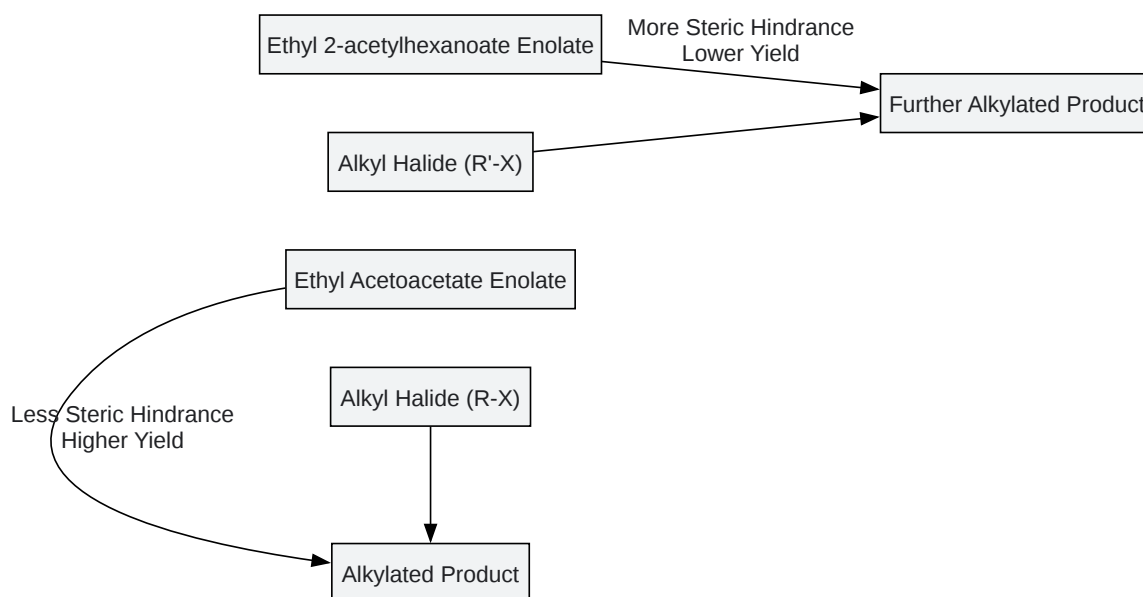 Ethyl 2-acetylhexanoate Enolate
More Steric Hindrance
Lower Yield
Further Alkylated Product
Alkyl Halide (R'-X)
Ethyl Acetoacetate Enolate
Alkyl Halide (R-X)
Less Steric Hindrance
Higher Yield
Alkylated Product